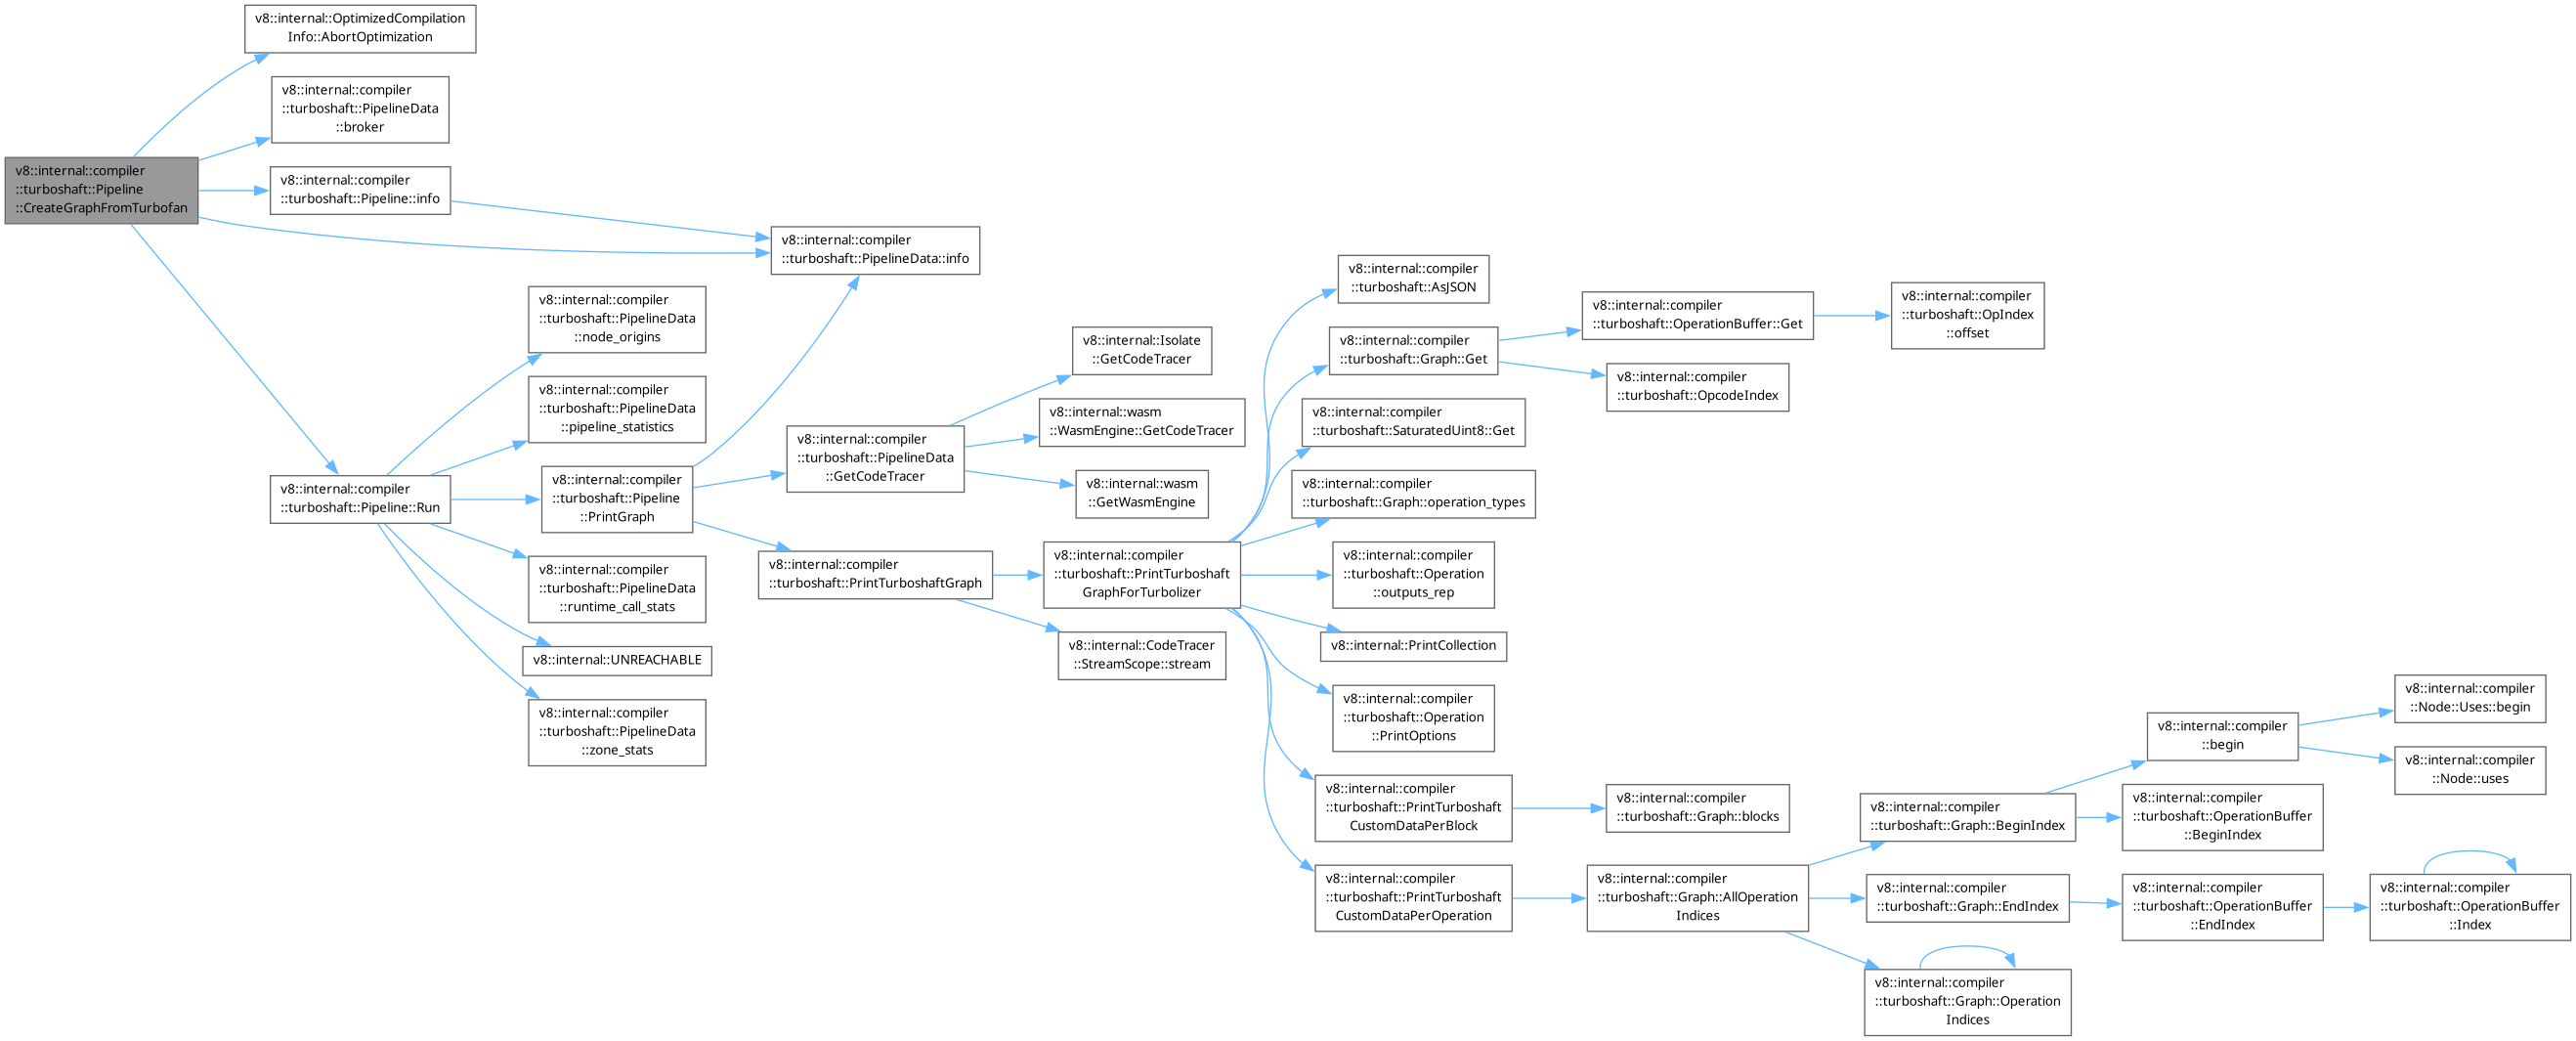 v8::internal::OptimizedCompilation
Info::AbortOptimization
v8::internal::compiler
::turboshaft::PipelineData
::broker
v8::internal::compiler
::turboshaft::Pipeline
::CreateGraphFromTurbofan
v8::internal::compiler
::turboshaft::Pipeline::info
v8::internal::compiler
::turboshaft::PipelineData::info
v8::internal::compiler
::turboshaft::Pipeline::Run
v8::internal::compiler
::turboshaft::PipelineData
::node_origins
v8::internal::compiler
::turboshaft::PipelineData
::pipeline_statistics
v8::internal::compiler
::turboshaft::Pipeline
::PrintGraph
v8::internal::compiler
::turboshaft::PipelineData
::runtime_call_stats
v8::internal::UNREACHABLE
v8::internal::compiler
::turboshaft::PipelineData
::zone_stats
v8::internal::compiler
::turboshaft::PipelineData
::GetCodeTracer
v8::internal::compiler
::turboshaft::PrintTurboshaftGraph
v8::internal::Isolate
::GetCodeTracer
v8::internal::wasm
::WasmEngine::GetCodeTracer
v8::internal::wasm
::GetWasmEngine
v8::internal::compiler
::turboshaft::PrintTurboshaft
GraphForTurbolizer
v8::internal::CodeTracer
::StreamScope::stream
v8::internal::compiler
::turboshaft::AsJSON
v8::internal::compiler
::turboshaft::Graph::Get
v8::internal::compiler
::turboshaft::SaturatedUint8::Get
v8::internal::compiler
::turboshaft::Graph::operation_types
v8::internal::compiler
::turboshaft::Operation
::outputs_rep
v8::internal::PrintCollection
v8::internal::compiler
::turboshaft::Operation
::PrintOptions
v8::internal::compiler
::turboshaft::PrintTurboshaft
CustomDataPerBlock
v8::internal::compiler
::turboshaft::PrintTurboshaft
CustomDataPerOperation
v8::internal::compiler
::turboshaft::OperationBuffer::Get
v8::internal::compiler
::turboshaft::OpcodeIndex
v8::internal::compiler
::turboshaft::OpIndex
::offset
v8::internal::compiler
::turboshaft::Graph::blocks
v8::internal::compiler
::turboshaft::Graph::AllOperation
Indices
v8::internal::compiler
::turboshaft::Graph::BeginIndex
v8::internal::compiler
::turboshaft::Graph::EndIndex
v8::internal::compiler
::turboshaft::Graph::Operation
Indices
v8::internal::compiler
::begin
v8::internal::compiler
::turboshaft::OperationBuffer
::BeginIndex
v8::internal::compiler
::turboshaft::OperationBuffer
::EndIndex
v8::internal::compiler
::Node::Uses::begin
v8::internal::compiler
::Node::uses
v8::internal::compiler
::turboshaft::OperationBuffer
::Index